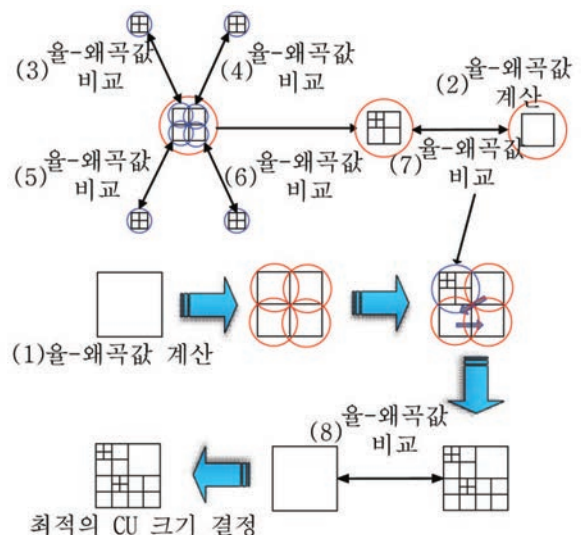 (3) 율-왜곡값
비교
(4) 율-왜곡값
비교
(2) 율-왜곡값
계산
(5) 율-왜곡값
비교
(6) 율-왜곡값
비교
(7) 율-왜곡값
비교
(1)율-왜곡값 계산
(8) 율-왜곡값
비교
최적의 CU 크기 결정